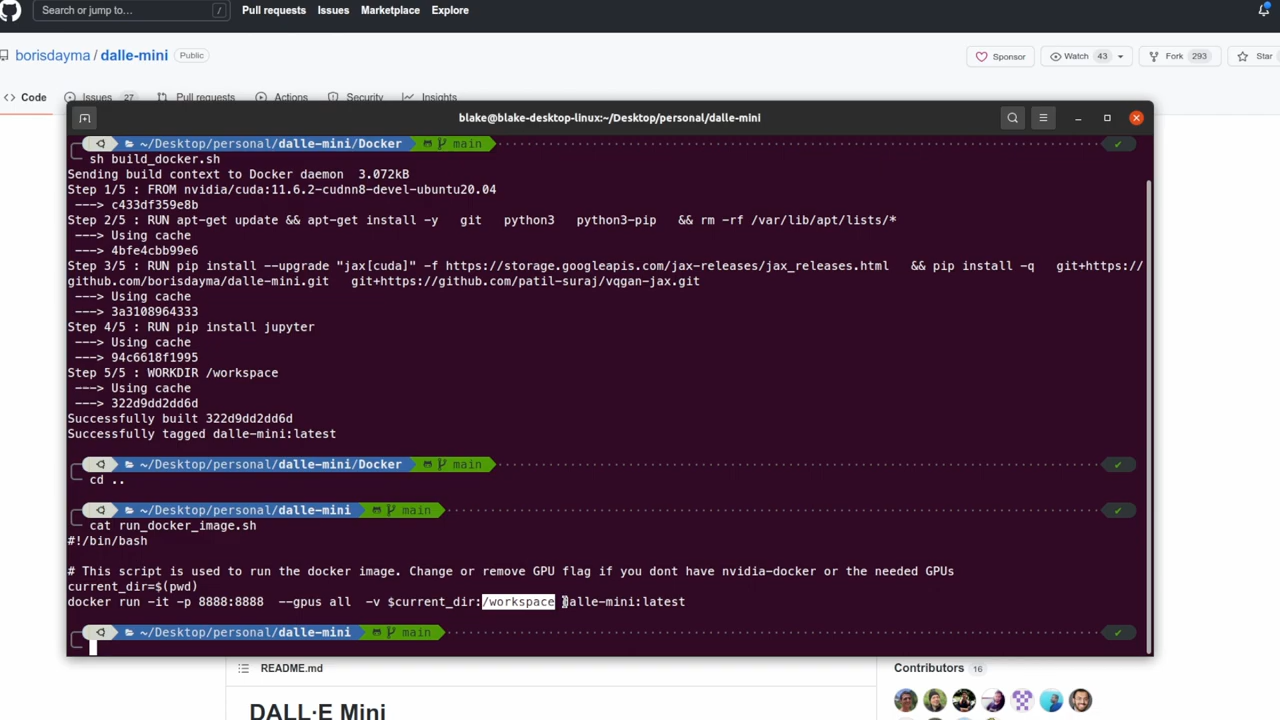 Search or jump to…
/
Pull requests
Issues
Marketplace
Explore
borisdayma / dalle-mini
Public
Sponsor
Watch 43
Fork 293
Star
Code
Issues 27
Pull requests
Actions
Security
Insights
blake@blake-desktop-linux:~/Desktop/personal/dalle-mini
~/Desktop/personal/dalle-mini/Docker main
sh build_docker.sh
Sending build context to Docker daemon  3.072kB
Step 1/5 : FROM nvidia/cuda:11.6.2-cudnn8-devel-ubuntu20.04
---> c433df359e8b
Step 2/5 : RUN apt-get update && apt-get install -y   git   python3   python3-pip   && rm -rf /var/lib/apt/lists/*
---> Using cache
---> 4bfe4cbb99e6
Step 3/5 : RUN pip install --upgrade "jax[cuda]" -f https://storage.googleapis.com/jax-releases/jax_releases.html   && pip install -q   git+https://
github.com/borisdayma/dalle-mini.git   git+https://github.com/patil-suraj/vqgan-jax.git
---> Using cache
---> 3a3108964333
Step 4/5 : RUN pip install jupyter
---> Using cache
---> 94c6618f1995
Step 5/5 : WORKDIR /workspace
---> Using cache
---> 322d9dd2dd6d
Successfully built 322d9dd2dd6d
Successfully tagged dalle-mini:latest
~/Desktop/personal/dalle-mini/Docker main
cd ..
~/Desktop/personal/dalle-mini main
cat run_docker_image.sh
#!/bin/bash
# This script is used to run the docker image. Change or remove GPU flag if you dont have nvidia-docker or the needed GPUs
current_dir=$(pwd)
docker run -it -p 8888:8888  --gpus all  -v $current_dir:/workspace dalle-mini:latest
~/Desktop/personal/dalle-mini main
README.md
Contributors 16
DALL·E Mini